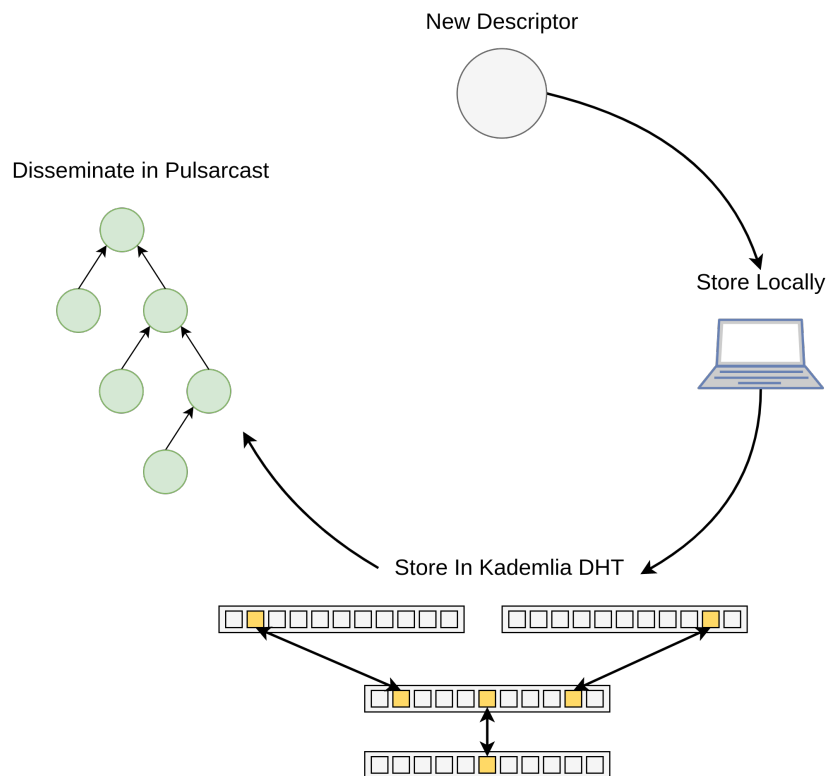 New Descriptor
Disseminate in Pulsarcast
Store Locally
Store In Kademlia DHT